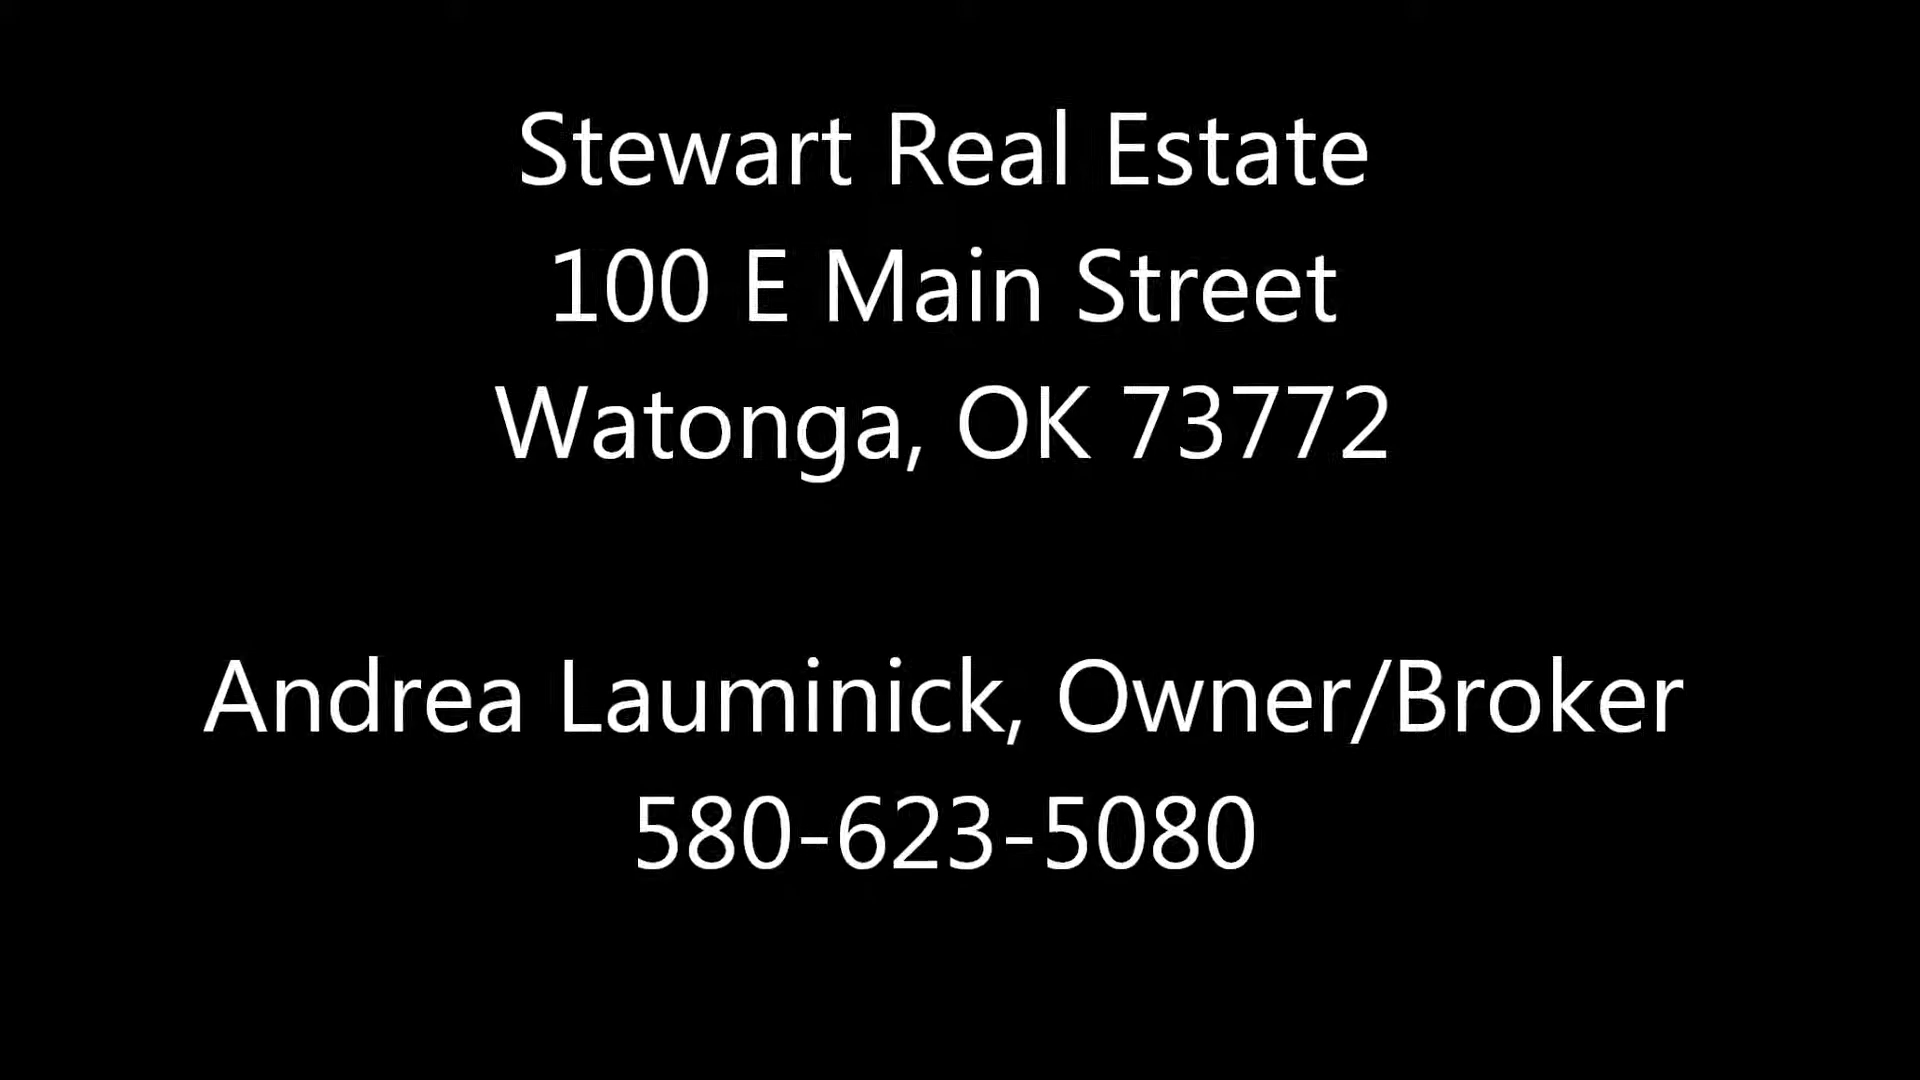 Stewart Real Estate
100 E Main Street
Watonga, OK 73772
Andrea Lauminick, Owner/Broker
580-623-5080